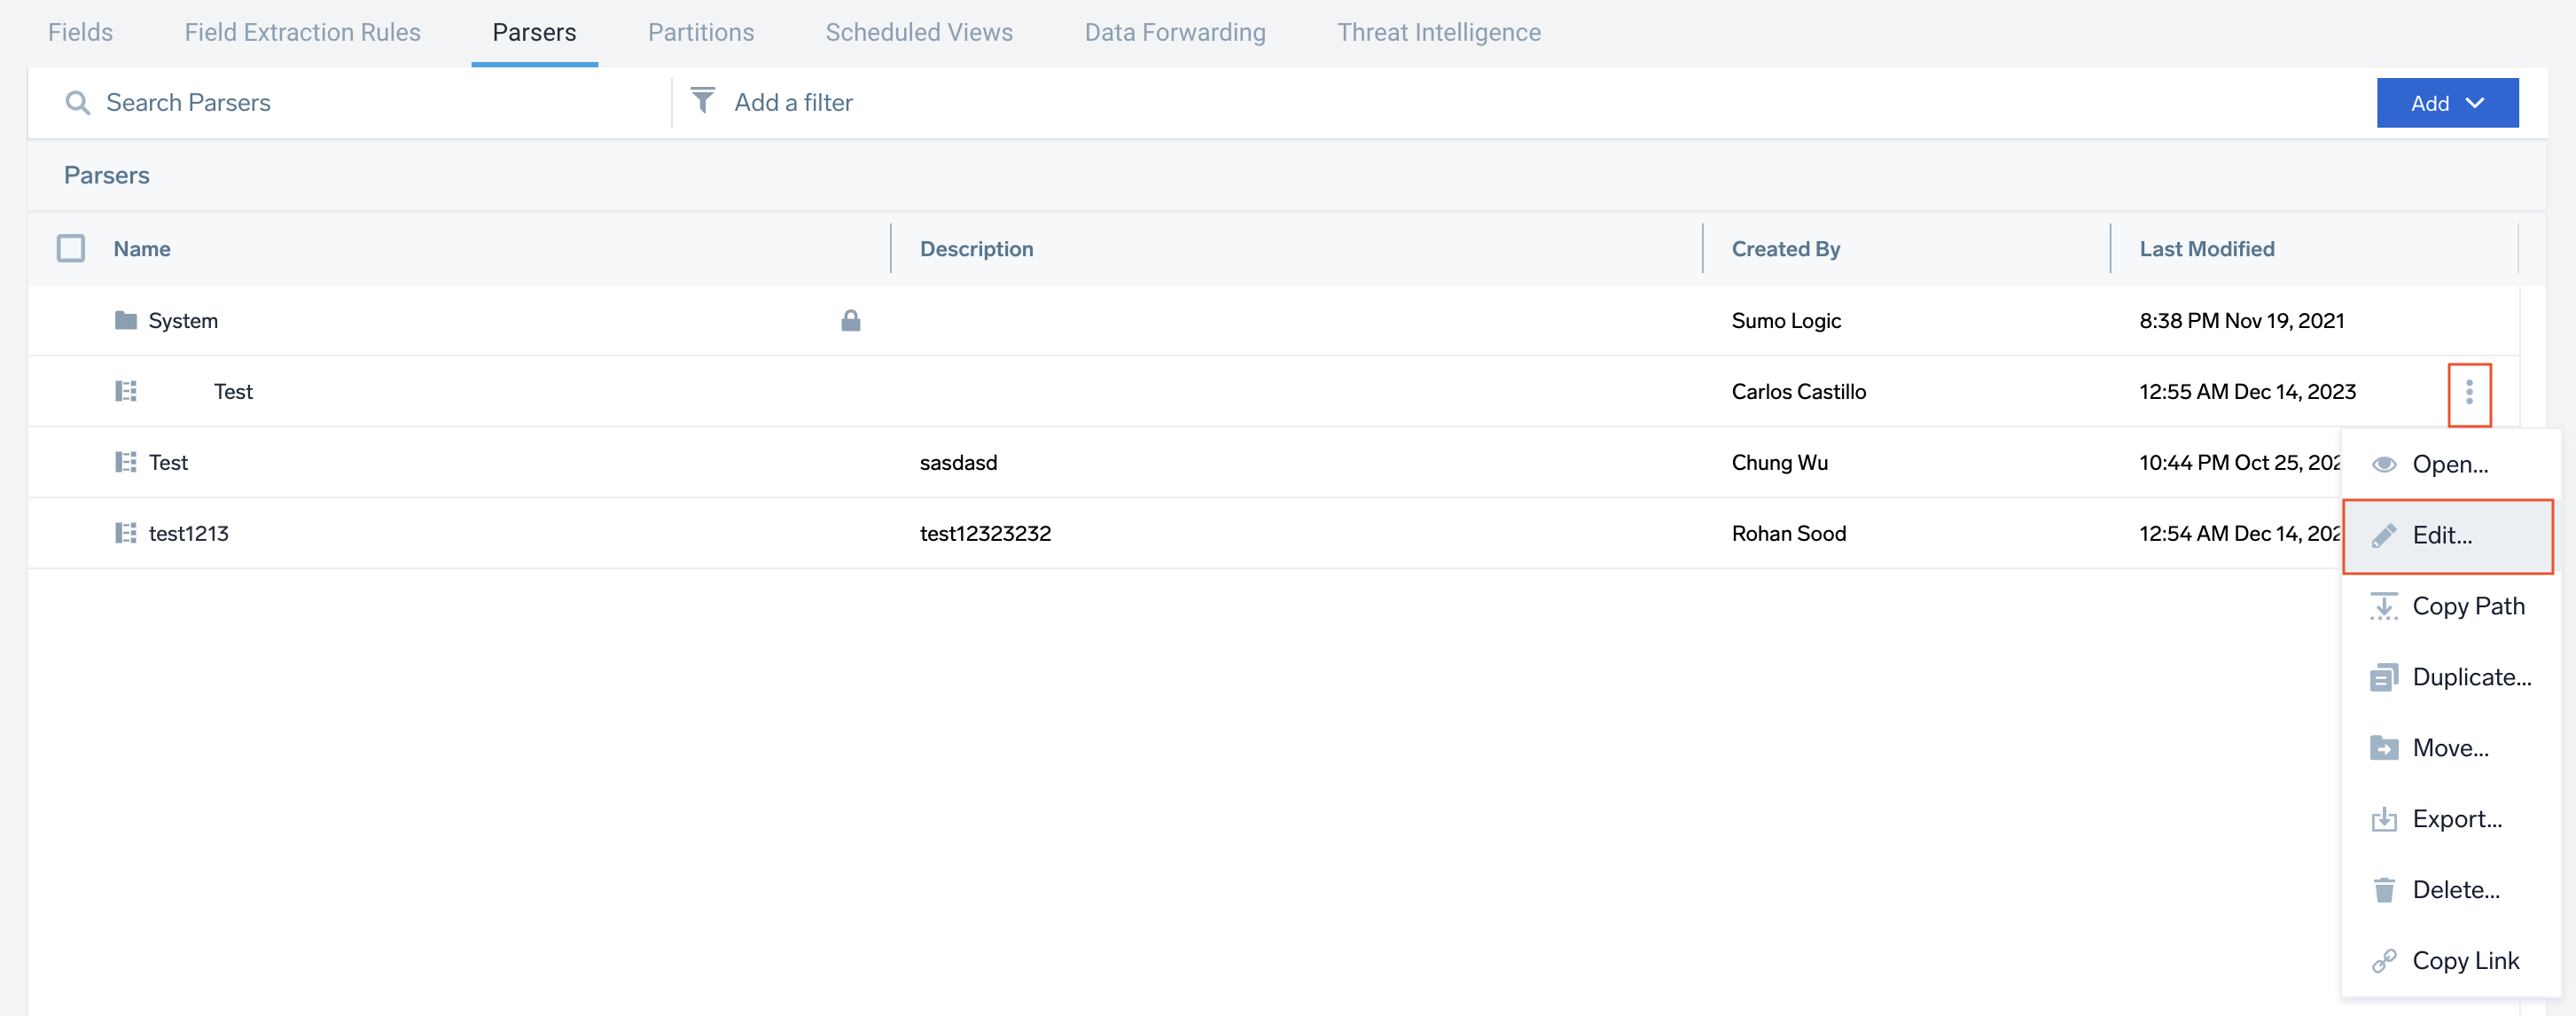 Fields Field Extraction Rules Parsers Partitions Scheduled Views Data Forwarding Threat Intelligence
Search Parsers Add a filter Add
Parsers
Name Description Created By Last Modified
System Sumo Logic 8:38 PM Nov 19, 2021
Test Carlos Castillo 12:55 AM Dec 14, 2023
Test sasdasd Chung Wu 10:44 PM Oct 25,
test1213 test12323232 Rohan Sood 12:54 AM Dec 14,
Open...
Edit...
Copy Path
Duplicate...
Move...
Export...
Delete...
Copy Link